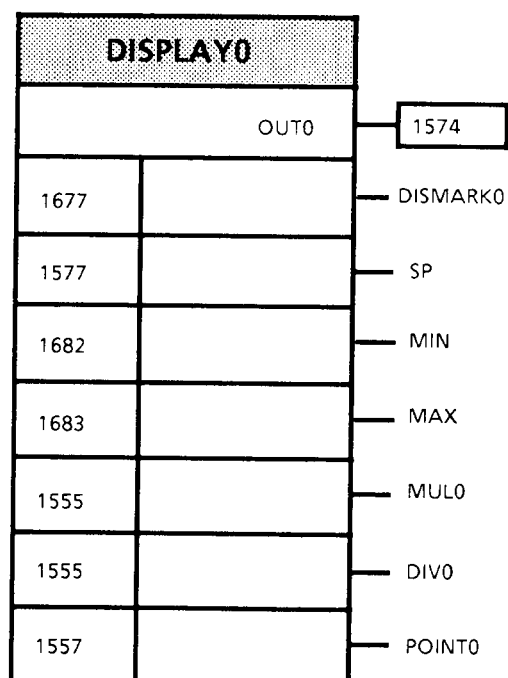 DISPLAY0
OUT0 1574
1677 DISMARK0
1577 SP
1682 MIN
1683 MAX
1555 MUL0
1555 DIV0
1557 POINT0